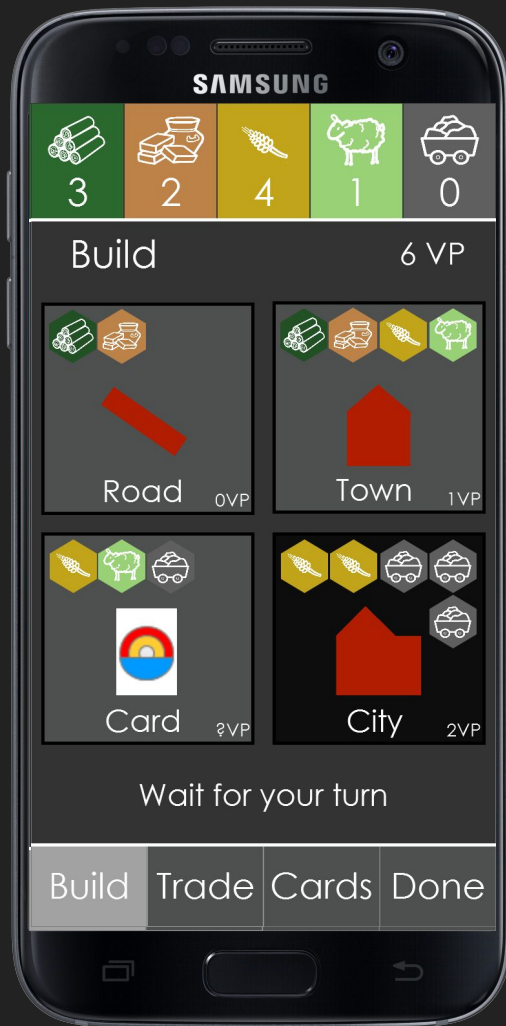 SAMSUNG
3 2 4 1 0
Build 6 VP
Road 0VP
Town 1VP
Card ?VP
City 2VP
Wait for your turn
Build Trade Cards Done